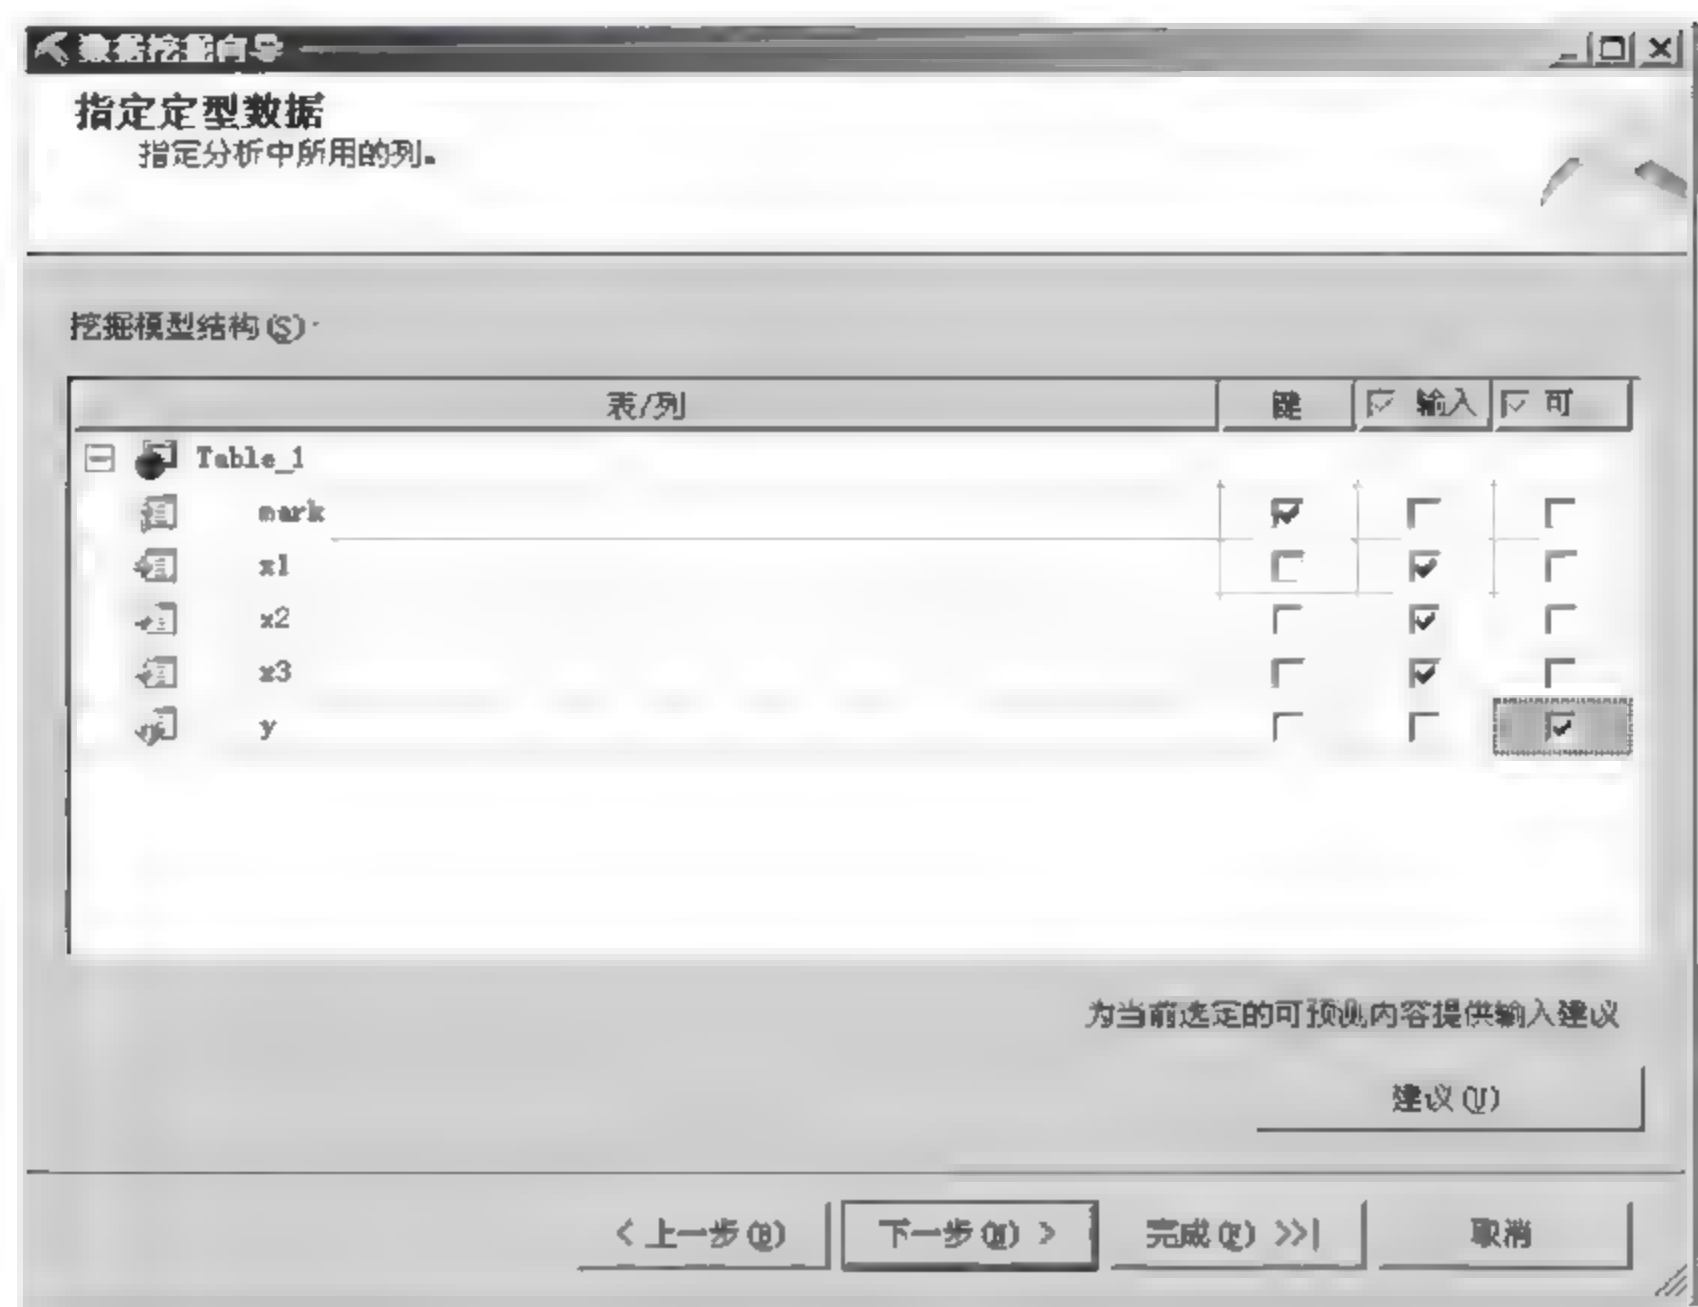 数据挖掘向导
指定定型数据
指定分析中所用的列。
挖掘模型结构(S):
表/列 键 输入 可
Table_1
mark
x1
x2
x3
y
为当前选定的可预测内容提供输入建议
建议(U)
< 上一步(B) 下一步(N) > 完成(F) >>| 取消